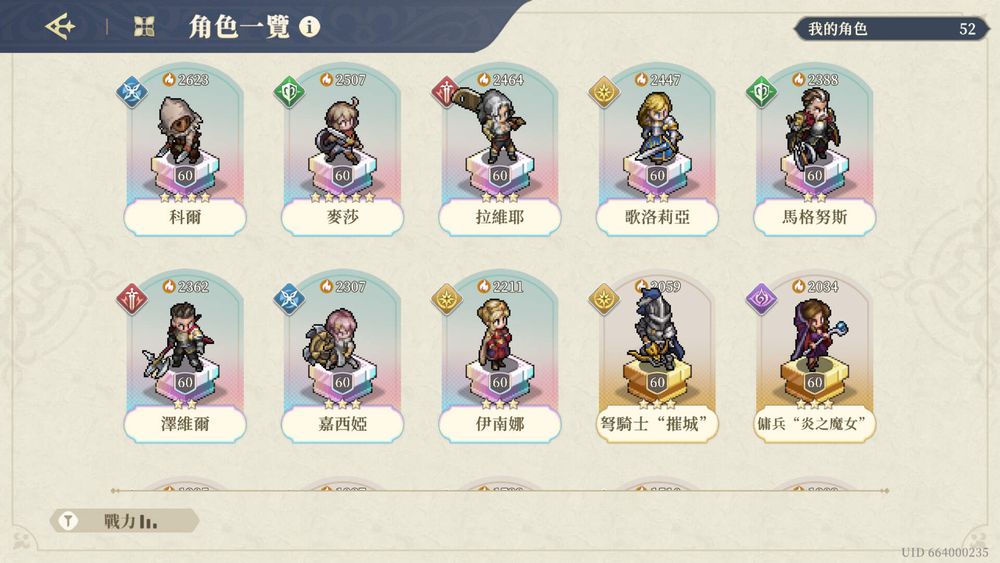 角色一覽 i
我的角色 52
2623 2507 2464 2447 2388
60 60 60 60 60
科爾 麥莎 拉維耶 歌洛莉亞 馬格努斯
2362 2307 2211 2059 2034
60 60 60 60 60
澤維爾 嘉西婭 伊南娜 弩騎士“摧城” 傭兵“炎之魔女”
戰力
UID 664000235